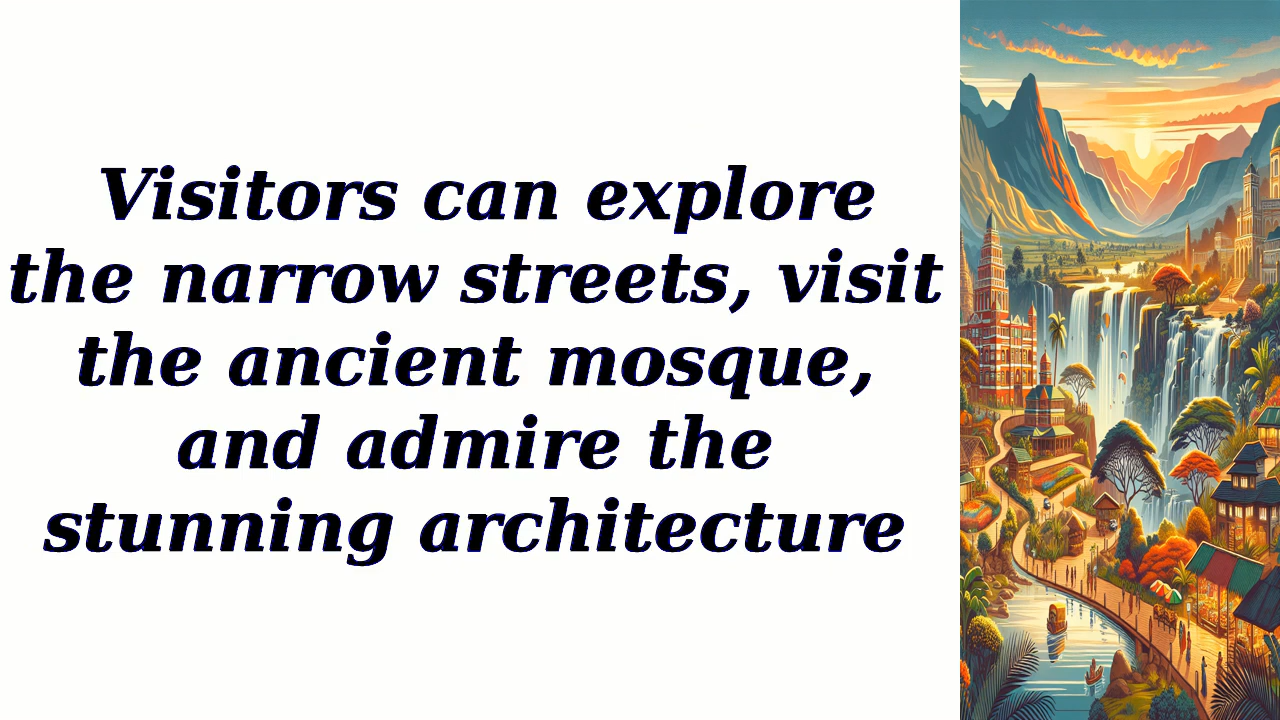 Visitors can explore
the narrow streets, visit
the ancient mosque,
and admire the
stunning architecture